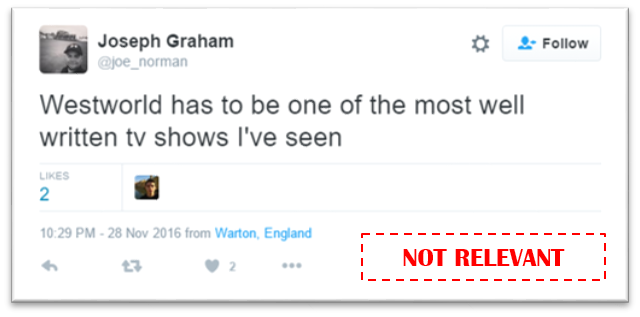 Joseph Graham
@joe_norman
Follow
Westworld has to be one of the most well
written tv shows I've seen
LIKES
2
10:29 PM - 28 Nov 2016 from Warton, England
2
NOT RELEVANT